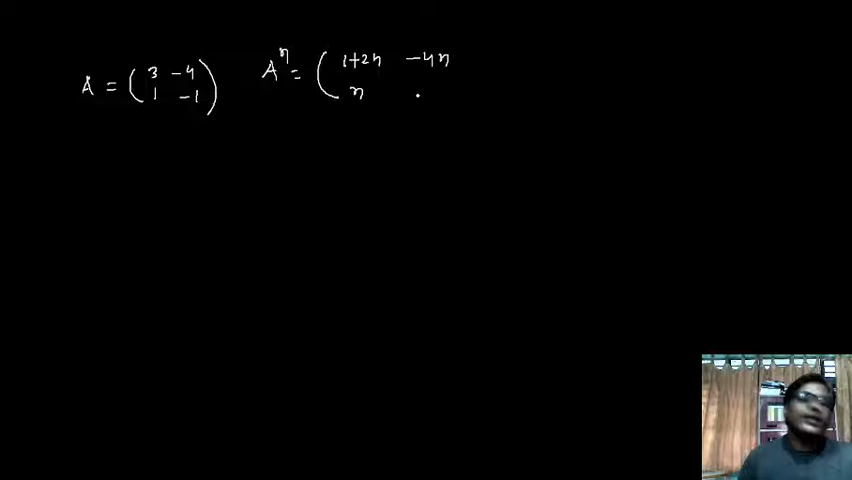 A = ( 3 -4 A^n = ( 1+2n -4n
1 -1 ) n .